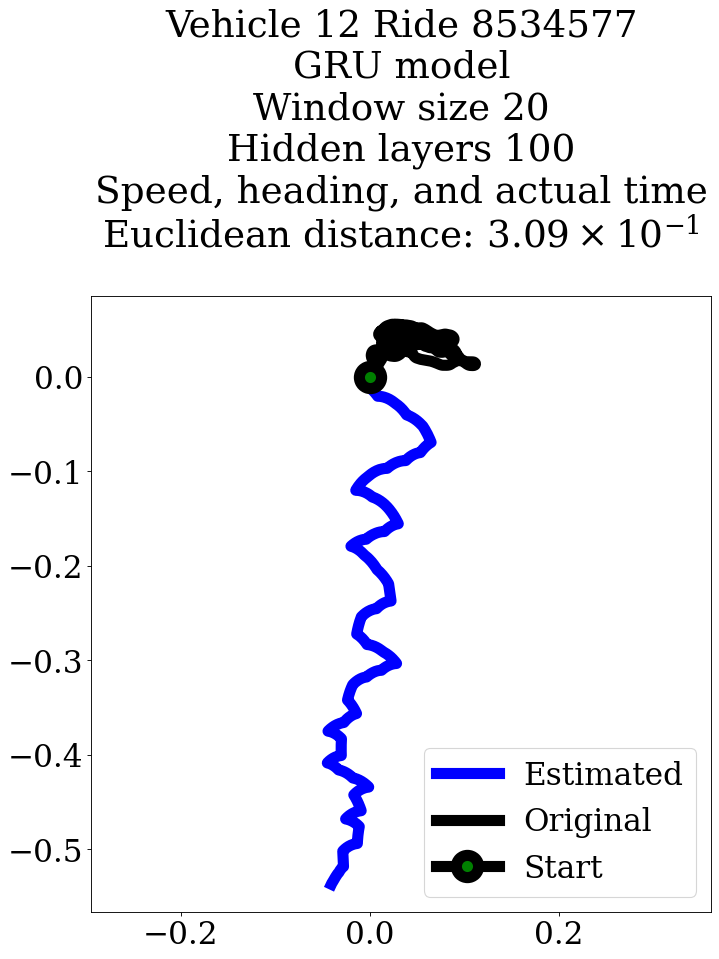 Vehicle 12 Ride 8534577
GRU model
Window size 20
Hidden layers 100
Speed, heading, and actual time
Euclidean distance: 3.09 × 10⁻¹
0.0
−0.1
−0.2
−0.3
−0.4
−0.5
Estimated
Original
Start
−0.2 0.0 0.2